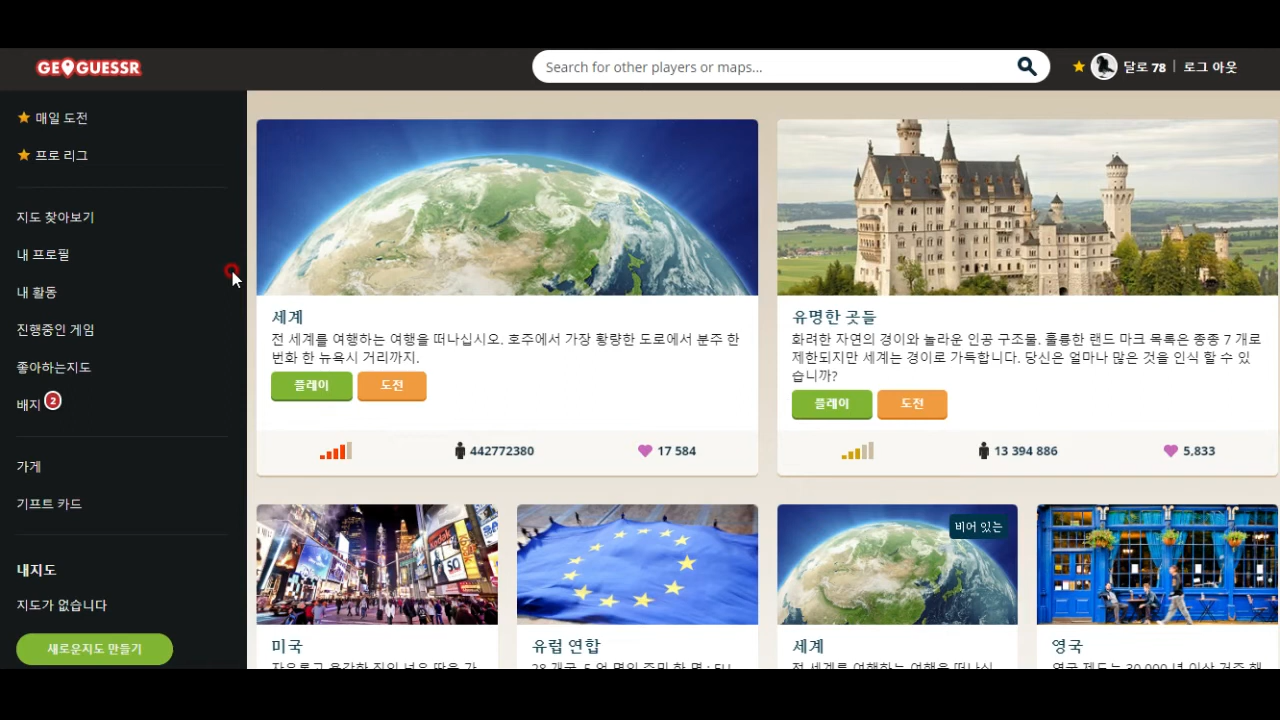 GEOGUESSR
Search for other players or maps...
달로 78 | 로그 아웃
매일 도전
프로 리그
지도 찾아보기
내 프로필
내 활동
진행중인 게임
좋아하는지도
배지 2
가게
기프트 카드
내지도
지도가 없습니다
새로운지도 만들기
세계
전 세계를 여행하는 여행을 떠나십시오. 호주에서 가장 황량한 도로에서 분주 한
번화 한 뉴욕시 거리까지.
플레이 도전
442772380 17 584
유명한 곳들
화려한 자연의 경이와 놀라운 인공 구조물. 훌륭한 랜드 마크 목록은 종종 7 개로
제한되지만 세계는 경이로 가득합니다. 당신은 얼마나 많은 것을 인식 할 수 있
습니까?
플레이 도전
13 394 886 5,833
미국
유럽 연합
비어 있는
세계
영국